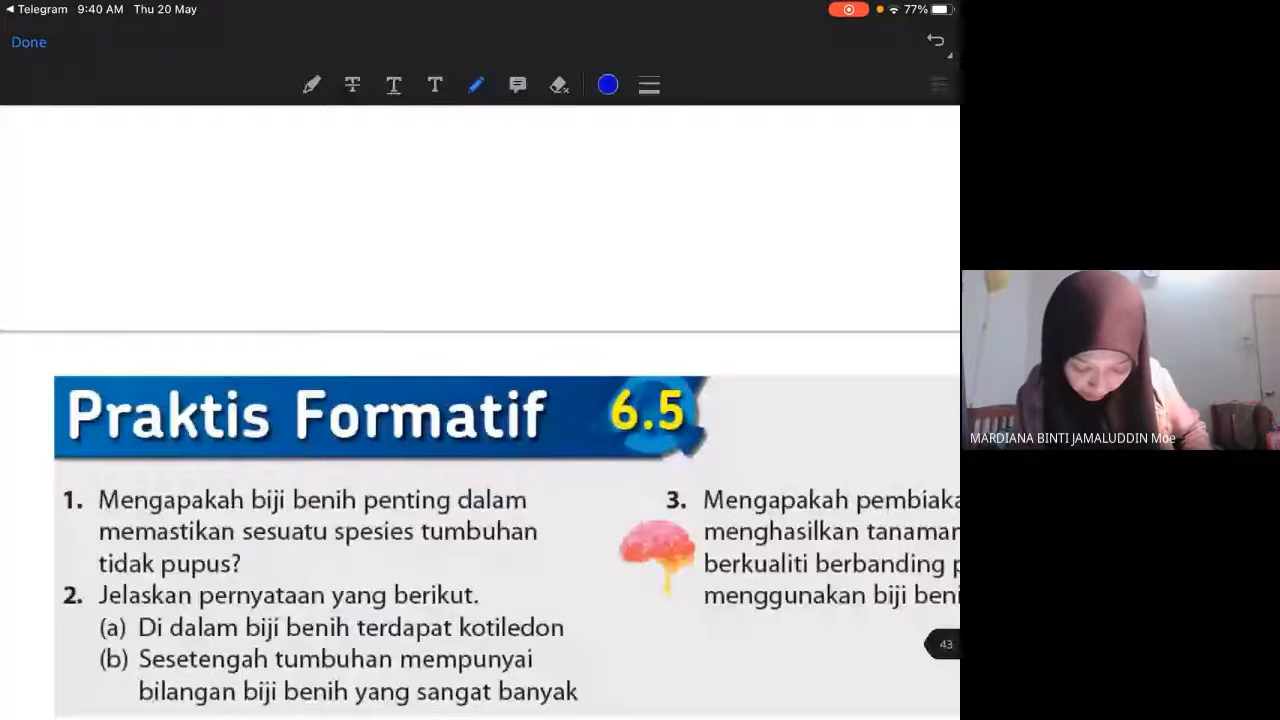 Telegram 9:40 AM Thu 20 May
77%
Done
T T T
Praktis Formatif 6.5
1. Mengapakah biji benih penting dalam
memastikan sesuatu spesies tumbuhan
tidak pupus?
2. Jelaskan pernyataan yang berikut.
(a) Di dalam biji benih terdapat kotiledon
(b) Sesetengah tumbuhan mempunyai
bilangan biji benih yang sangat banyak
3. Mengapakah pembiaka
menghasilkan tanaman
berkualiti berbanding p
menggunakan biji beni
43
MARDIANA BINTI JAMALUDDIN Moe